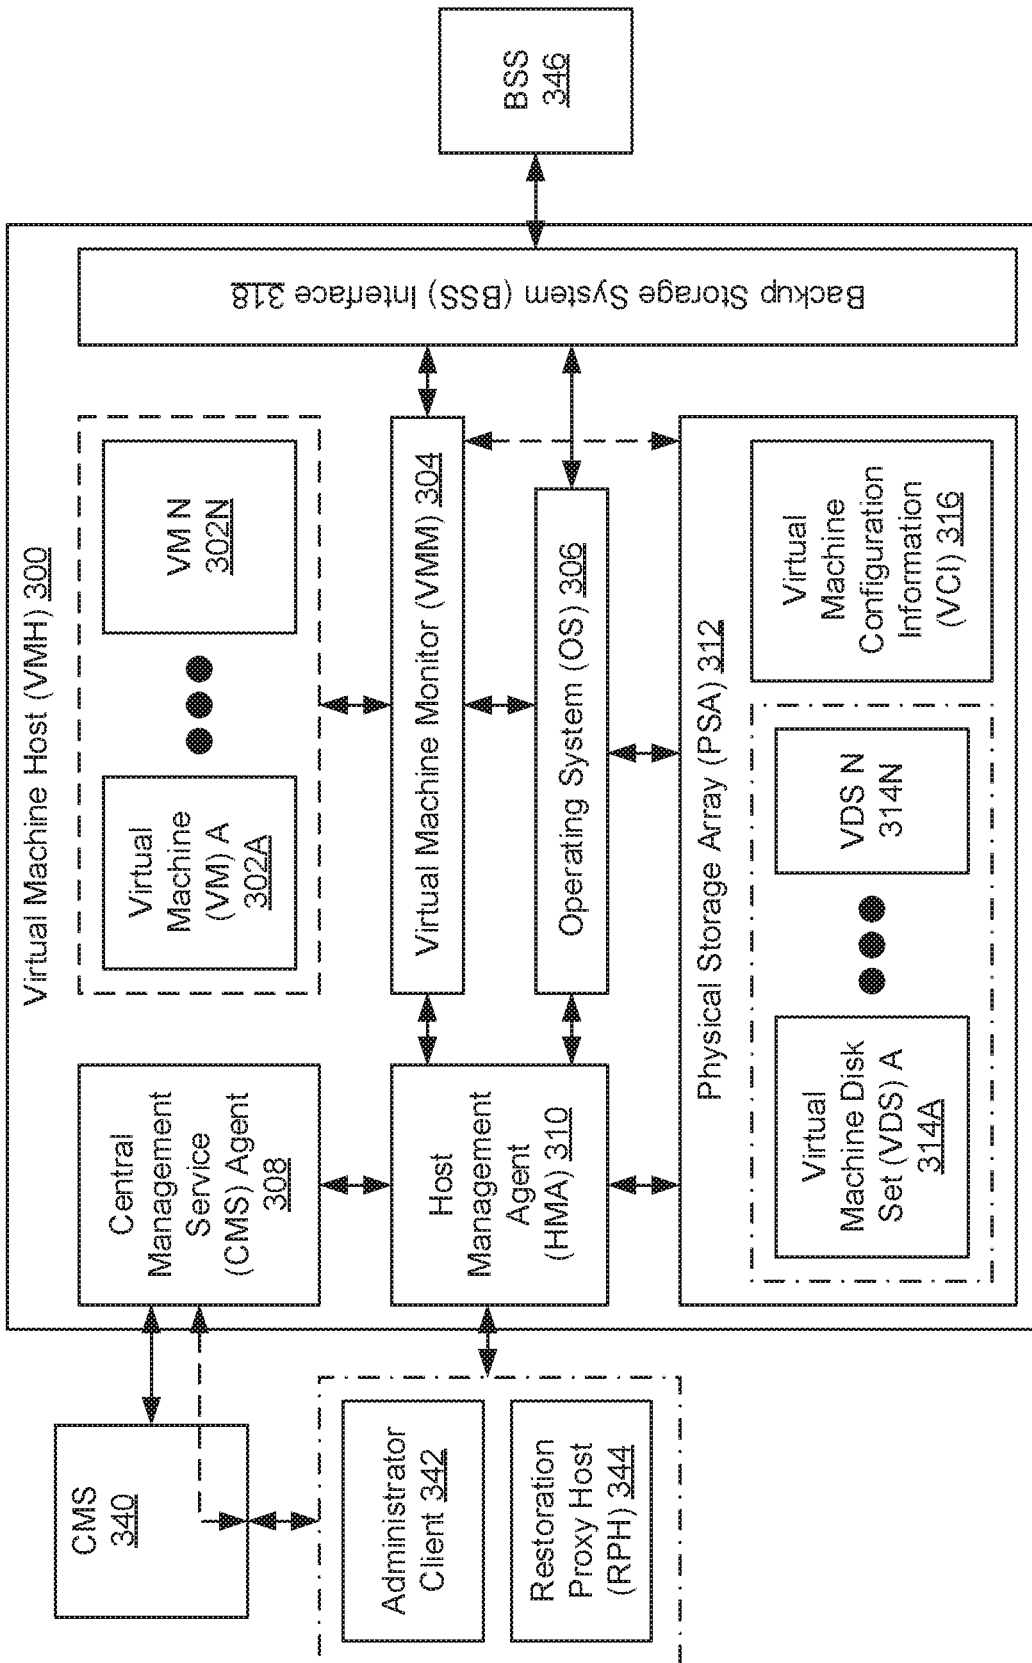 Virtual Machine Host (VMH) 300
CMS
340
Administrator
Client 342
Restoration
Proxy Host
(RPH) 344
Central
Management
Service
(CMS) Agent
308
Host
Management
Agent
(HMA) 310
Virtual
Machine
(VM) A
302A
VM N
302N
Virtual Machine Monitor (VMM) 304
Operating System (OS) 306
Physical Storage Array (PSA) 312
Virtual
Machine Disk
Set (VDS) A
314A
VDS N
314N
Virtual
Machine
Configuration
Information
(VCI) 316
Backup Storage System (BSS) Interface 318
BSS
346